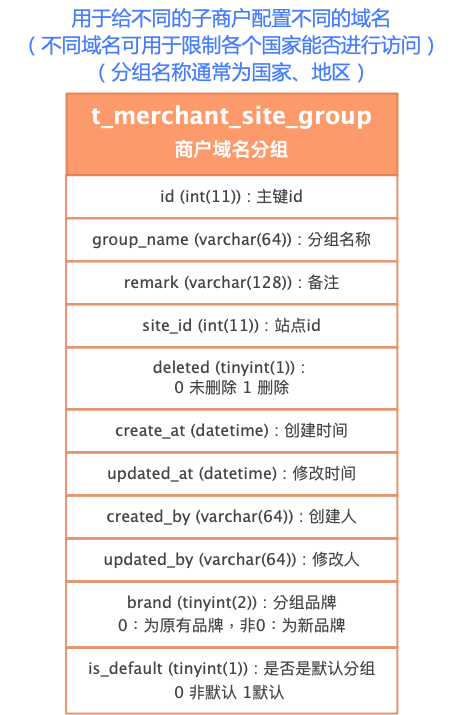 用于给不同的子商户配置不同的域名
（不同域名可用于限制各个国家能否进行访问）
（分组名称通常为国家、地区）
t_merchant_site_group
商户域名分组
id (int(11))：主键id
group_name (varchar(64))：分组名称
remark (varchar(128))：备注
site_id (int(11))：站点id
deleted (tinyint(1))：
0 未删除 1 删除
create_at (datetime)：创建时间
updated_at (datetime)：修改时间
created_by (varchar(64))：创建人
updated_by (varchar(64))：修改人
brand (tinyint(2))：分组品牌
0：为原有品牌，非0：为新品牌
is_default (tinyint(1))：是否是默认分组
0 非默认 1默认